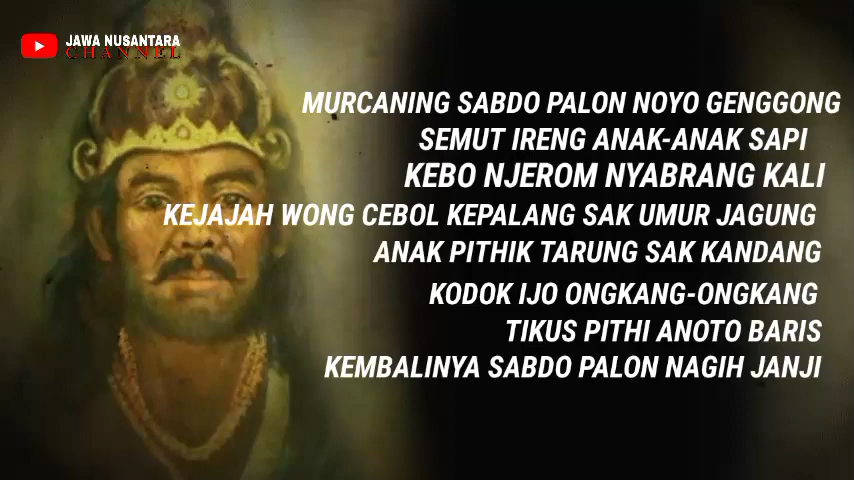 JAWA NUSANTARA
CHANNEL
MURCANING SABDO PALON NOYO GENGGONG
SEMUT IRENG ANAK-ANAK SAPI
KEBO NJEROM NYABRANG KALI
KEJAJAH WONG CEBOL KEPALANG SAK UMUR JAGUNG
ANAK PITHIK TARUNG SAK KANDANG
KODOK IJO ONGKANG-ONGKANG
TIKUS PITHI ANOTO BARIS
KEMBALINYA SABDO PALON NAGIH JANJI